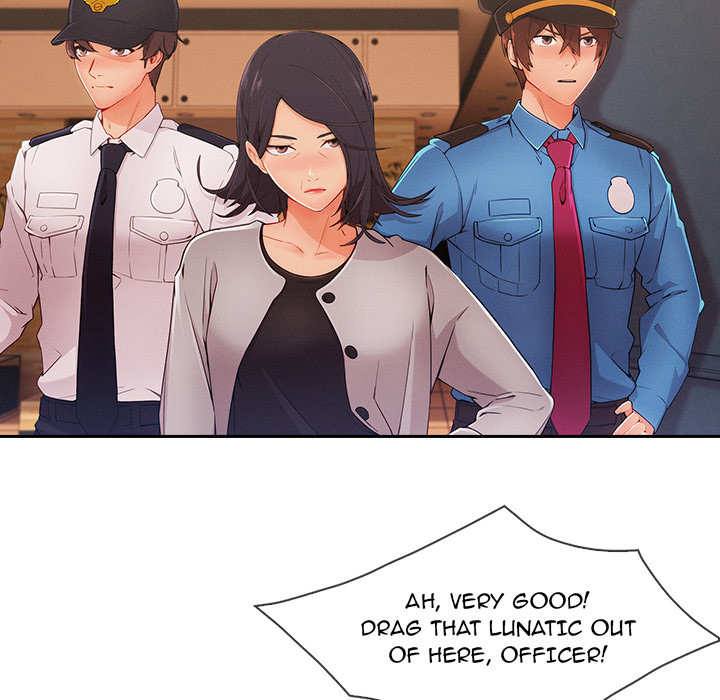 AH, VERY GOOD!
DRAG THAT LUNATIC OUT
OF HERE, OFFICER!